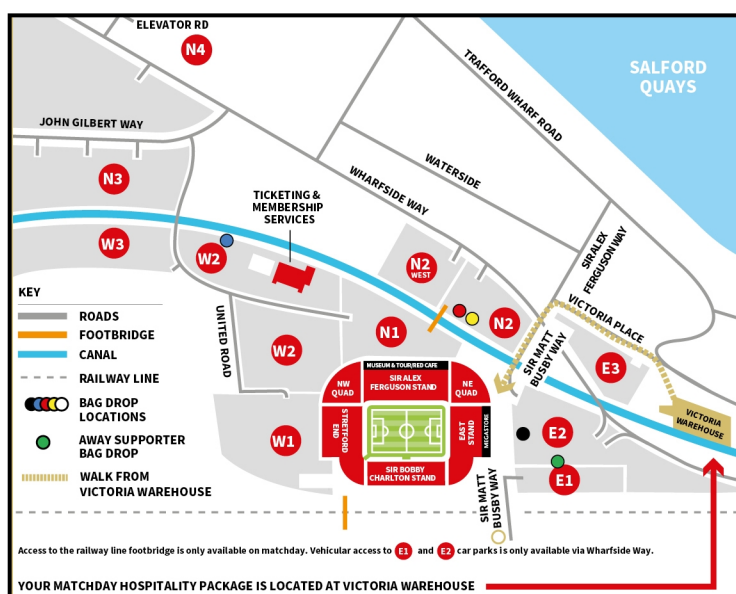 ELEVATOR RD
N4
SALFORD
QUAYS
TRAFFORD WHARF ROAD
JOHN GILBERT WAY
WATERSIDE
WHARFSIDE WAY
N3
TICKETING &
MEMBERSHIP
SERVICES
SIR ALEX
FERGUSON WAY
W3
W2
N2
WEST
KEY
ROADS
FOOTBRIDGE
CANAL
RAILWAY LINE
BAG DROP
LOCATIONS
AWAY SUPPORTER
BAG DROP
WALK FROM
VICTORIA WAREHOUSE
UNITED ROAD
W2
N1
N2
VICTORIA PLACE
SIR MATT
BUSBY WAY
E3
MUSEUM & TOUR/RED CAFE
NW
QUAD
SIR ALEX
FERGUSON STAND
NE
QUAD
STRETFORD
END
EAST
STAND
MEGASTORE
SIR BOBBY
CHARLTON STAND
W1
VICTORIA
WAREHOUSE
E2
E1
SIR MATT
BUSBY WAY
Access to the railway line footbridge is only available on matchday. Vehicular access to E1 and E2 car parks is only available via Wharfside Way.
YOUR MATCHDAY HOSPITALITY PACKAGE IS LOCATED AT VICTORIA WAREHOUSE